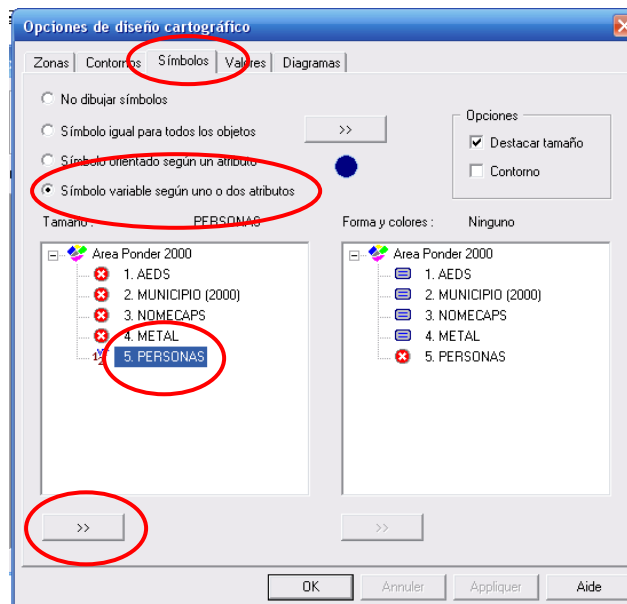 Opciones de diseño cartográfico
Zonas Contornos Símbolos Valores Diagramas
No dibujar símbolos
Símbolo igual para todos los objetos >>
Símbolo orientado según un atributo
Símbolo variable según uno o dos atributos
Opciones
Destacar tamaño
Contorno
Tamaño : PERSONAS
Forma y colores : Ninguno
Area Ponder 2000
1. AEDS
2. MUNICIPIO (2000)
3. NOMECAPS
4. METAL
5. PERSONAS
>>
Area Ponder 2000
1. AEDS
2. MUNICIPIO (2000)
3. NOMECAPS
4. METAL
5. PERSONAS
>>
OK Annuler Appliquer Aide